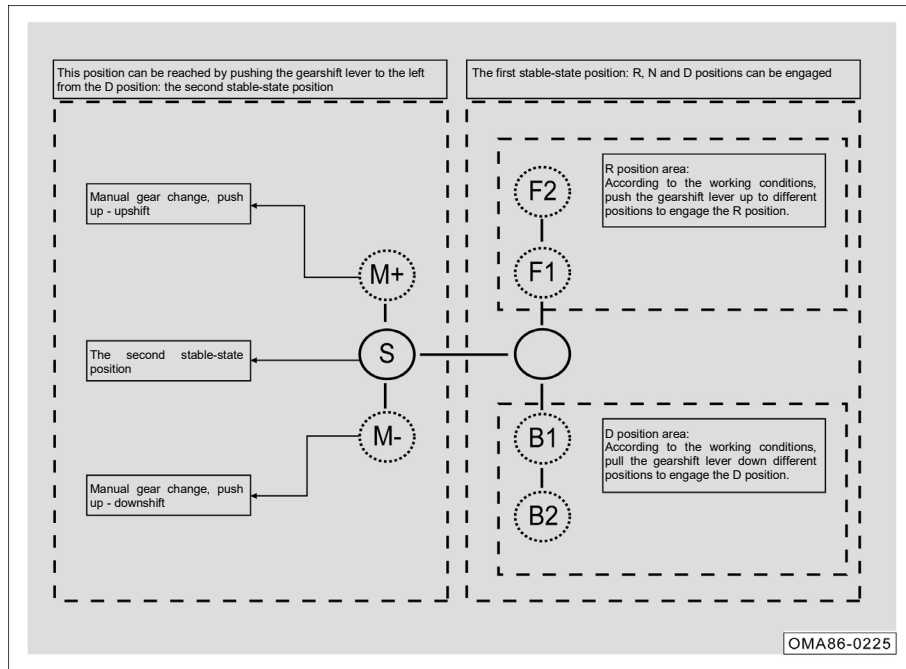 This position can be reached by pushing the gearshift lever to the left
from the D position: the second stable-state position
The first stable-state position: R, N and D positions can be engaged
R position area:
According to the working conditions,
push the gearshift lever up to different
positions to engage the R position.
F2
F1
Manual gear change, push
up - upshift
M+
The second stable-state
position
S
M-
Manual gear change, push
up - downshift
B1
B2
D position area:
According to the working conditions,
pull the gearshift lever down different
positions to engage the D position.
OMA86-0225